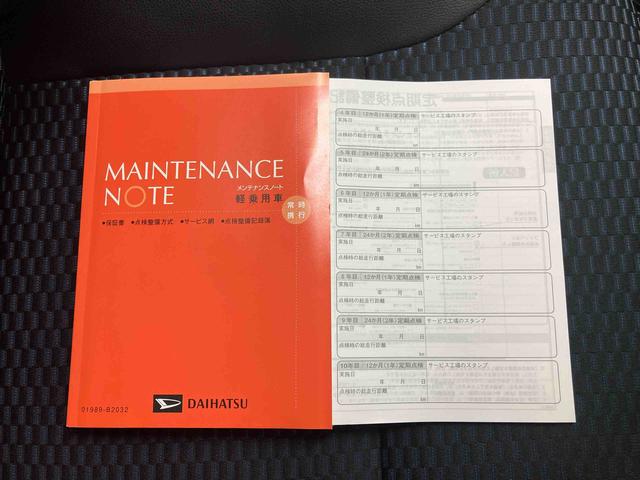 MAINTENANCE
NOTE
メンテナンスノート
軽乗用車
常時
携行
●保証書 ●点検整備方式 ●サービス網 ●点検整備記録簿
01989-B2032
DAIHATSU
4年目 12か月(1年)定期点検 サービス工場のスタンプ
実施日
年 月 日
点検時の総走行距離
km
5年目 24か月(2年)定期点検 サービス工場のスタンプ
実施日
年 月 日
点検時の総走行距離
km
6年目 12か月(1年)定期点検 サービス工場のスタンプ
実施日
年 月 日
点検時の総走行距離
km
7年目 24か月(2年)定期点検 サービス工場のスタンプ
実施日
年 月 日
点検時の総走行距離
km
8年目 12か月(1年)定期点検 サービス工場のスタンプ
実施日
年 月 日
点検時の総走行距離
km
9年目 24か月(2年)定期点検 サービス工場のスタンプ
実施日
年 月 日
点検時の総走行距離
km
10年目 12か月(1年)定期点検 サービス工場のスタンプ
実施日
年 月 日
点検時の総走行距離
km